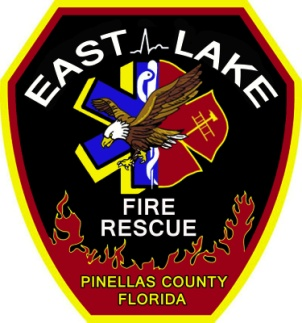 EAST LAKE
FIRE
RESCUE
PINELLAS COUNTY
FLORIDA